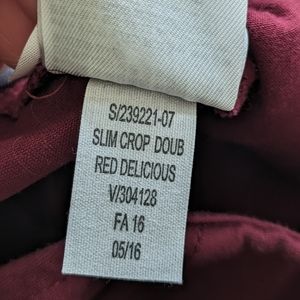 S/239221-07
SLIM CROP DOUB
RED DELICIOUS
V/304128
FA 16
05/16